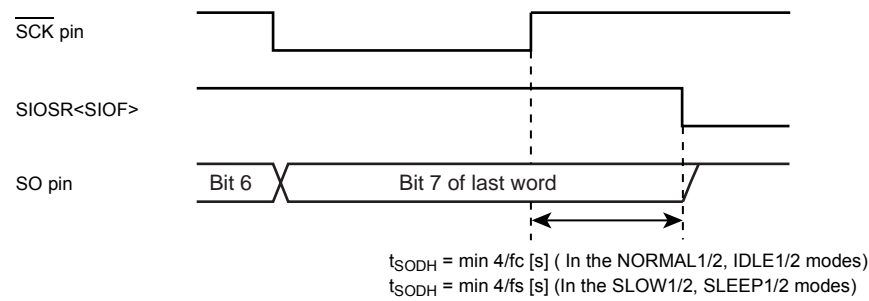 SCK pin
SIOSR<SIOF>
SO pin Bit 6 Bit 7 of last word
tSODH = min 4/fc [s] ( In the NORMAL1/2, IDLE1/2 modes)
tSODH = min 4/fs [s] (In the SLOW1/2, SLEEP1/2 modes)